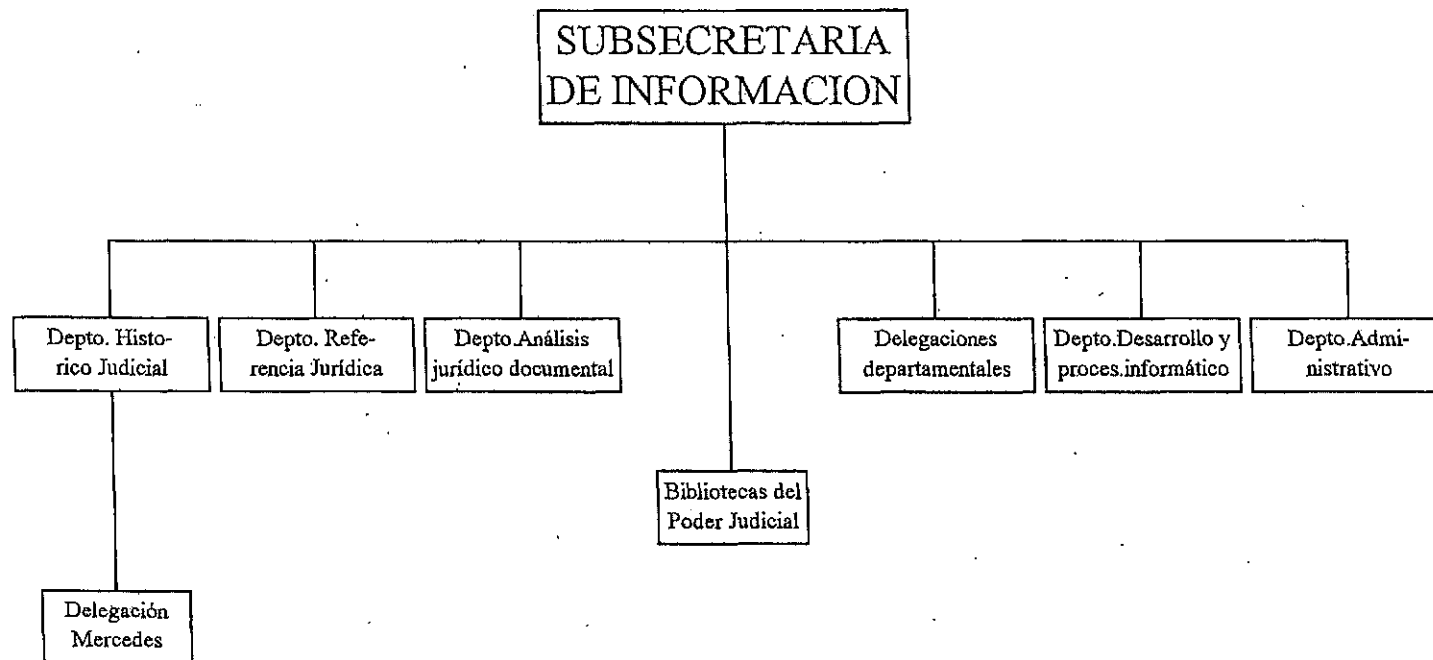 SUBSECRETARIA
DE INFORMACION
Depto. Histo-
rico Judicial
Depto. Refe-
rencia Jurídica
Depto.Análisis
jurídico documental
Delegaciones
departamentales
Depto.Desarrollo y
proces.informático
Depto.Admi-
nistrativo
Bibliotecas del
Poder Judicial
Delegación
Mercedes